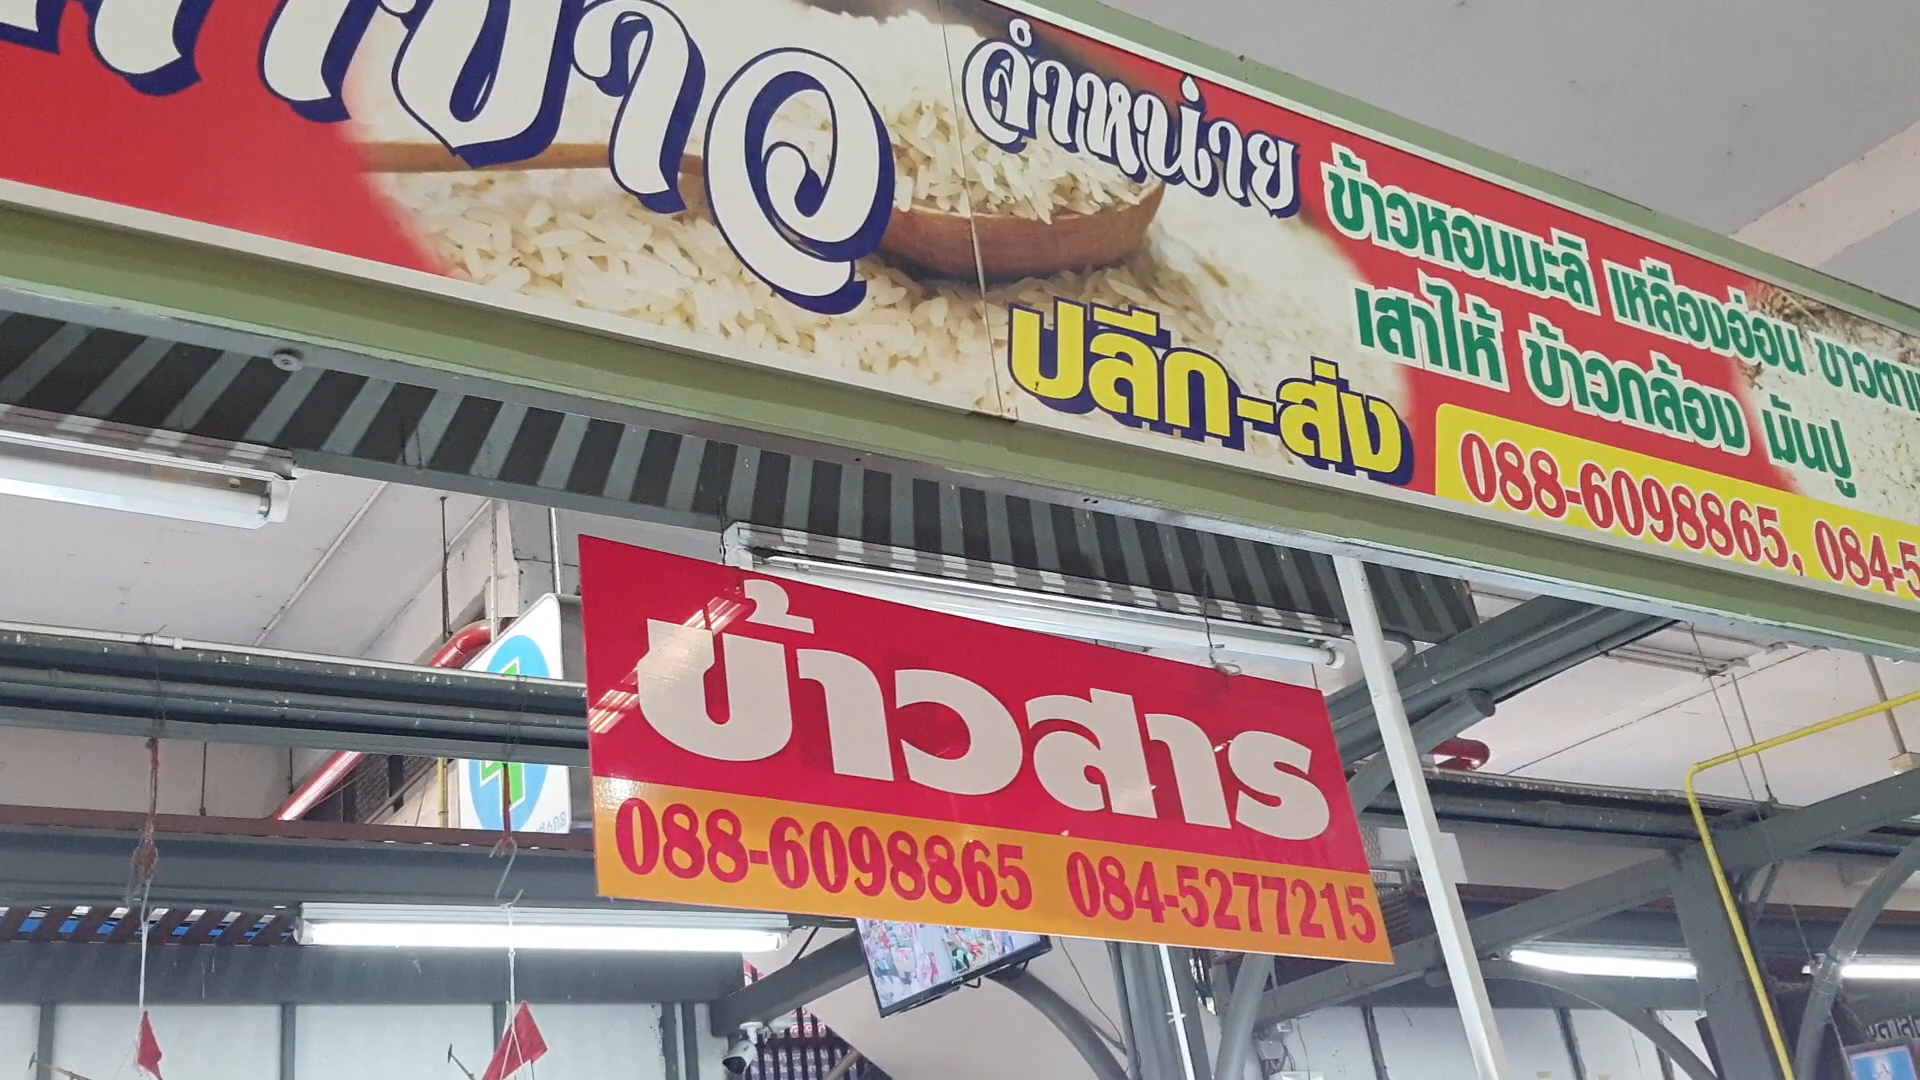 จำหน่าย
ข้าวหอมมะลิ เหลืองอ่อน
เสาไห้ ข้าวกล้อง มันปู
ปลีก-ส่ง
088-6098865, 084-5
ข้าวสาร
088-6098865 084-5277215